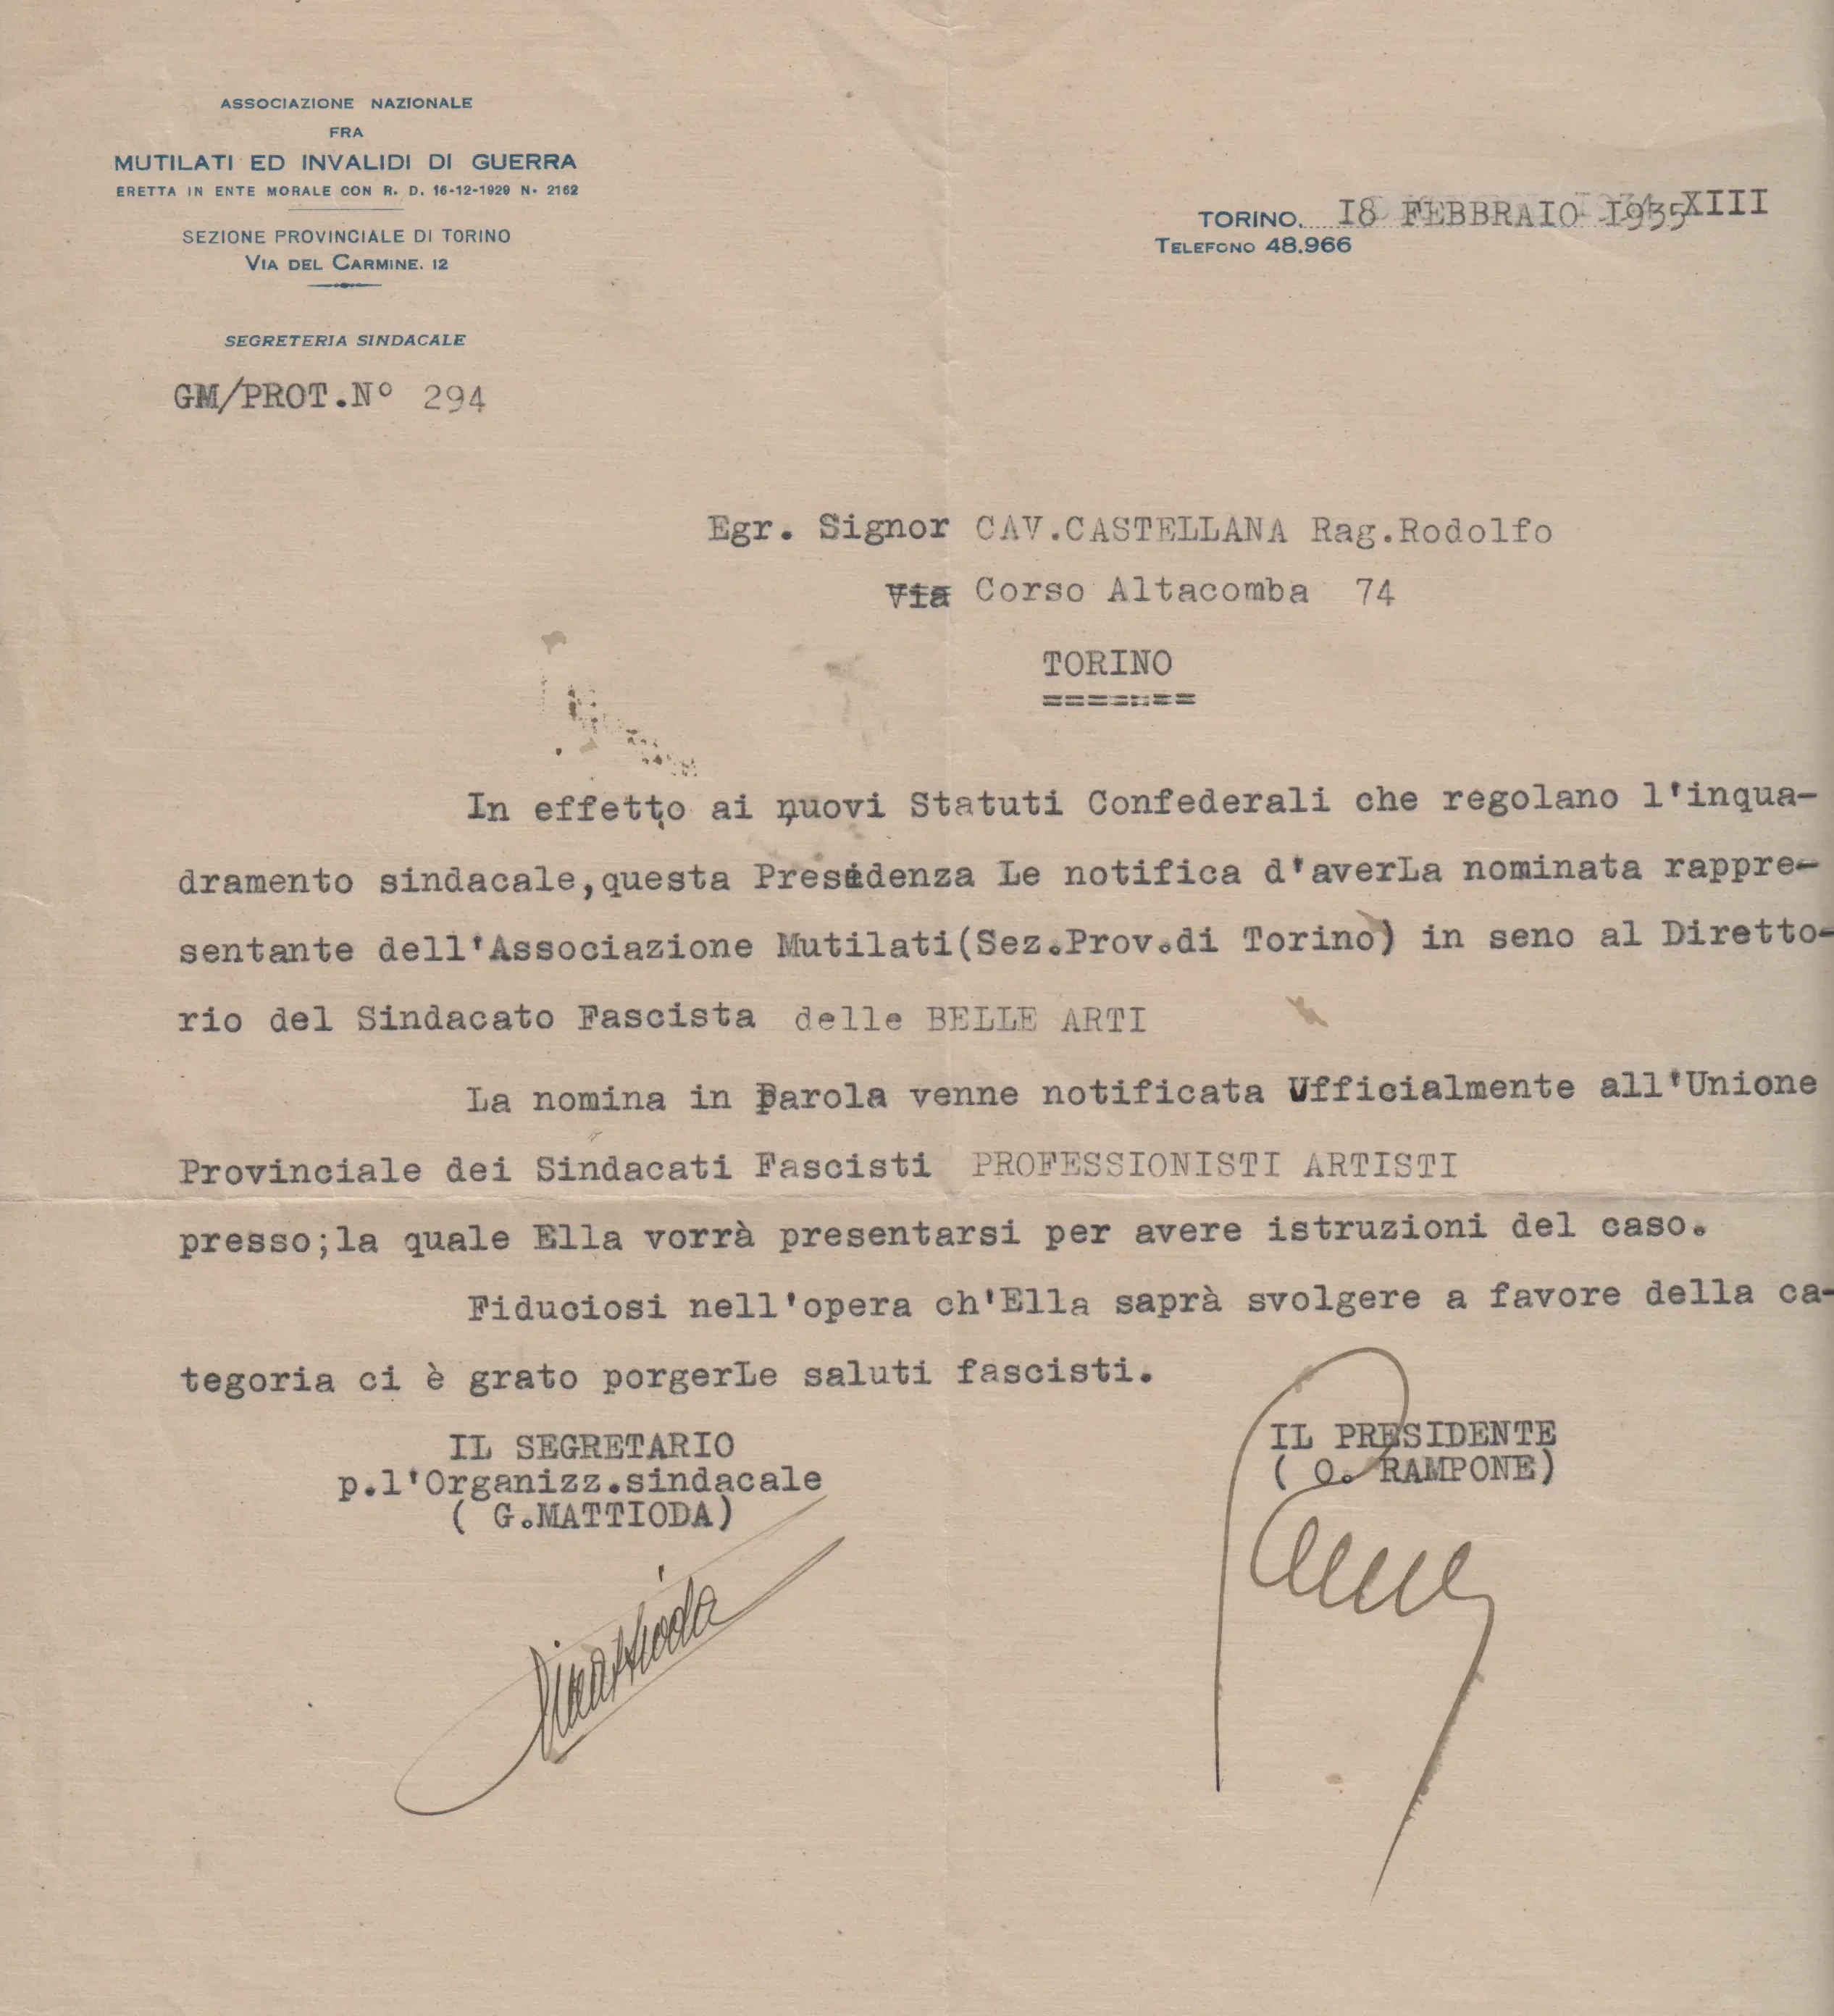 ASSOCIAZIONE NAZIONALE
FRA
MUTILATI ED INVALIDI DI GUERRA
ERETTA IN ENTE MORALE CON R. D. 16-12-1929 N. 2162
SEZIONE PROVINCIALE DI TORINO
VIA DEL CARMINE. 12
SEGRETERIA SINDACALE
GM/PROT.N° 294
TORINO, 18 FEBBRAIO 1935 XIII
TELEFONO 48.966
Egr. Signor CAV.CASTELLANA Rag.Rodolfo
Via Corso Altacomba 74
TORINO
=======
In effetto ai nuovi Statuti Confederali che regolano l'inqua-
dramento sindacale,questa Presidenza Le notifica d'averLa nominata rappre-
sentante dell'Associazione Mutilati(Sez.Prov.di Torino) in seno al Diretto-
rio del Sindacato Fascista delle BELLE ARTI
La nomina in Parola venne notificata Ufficialmente all'Unione
Provinciale dei Sindacati Fascisti PROFESSIONISTI ARTISTI
presso;la quale Ella vorrà presentarsi per avere istruzioni del caso.
Fiduciosi nell'opera ch'Ella saprà svolgere a favore della ca-
tegoria ci è grato porgerLe saluti fascisti.
IL SEGRETARIO
p.l'Organizz.sindacale
( G.MATTIODA)
IL PRESIDENTE
( O. RAMPONE)
Mattioda